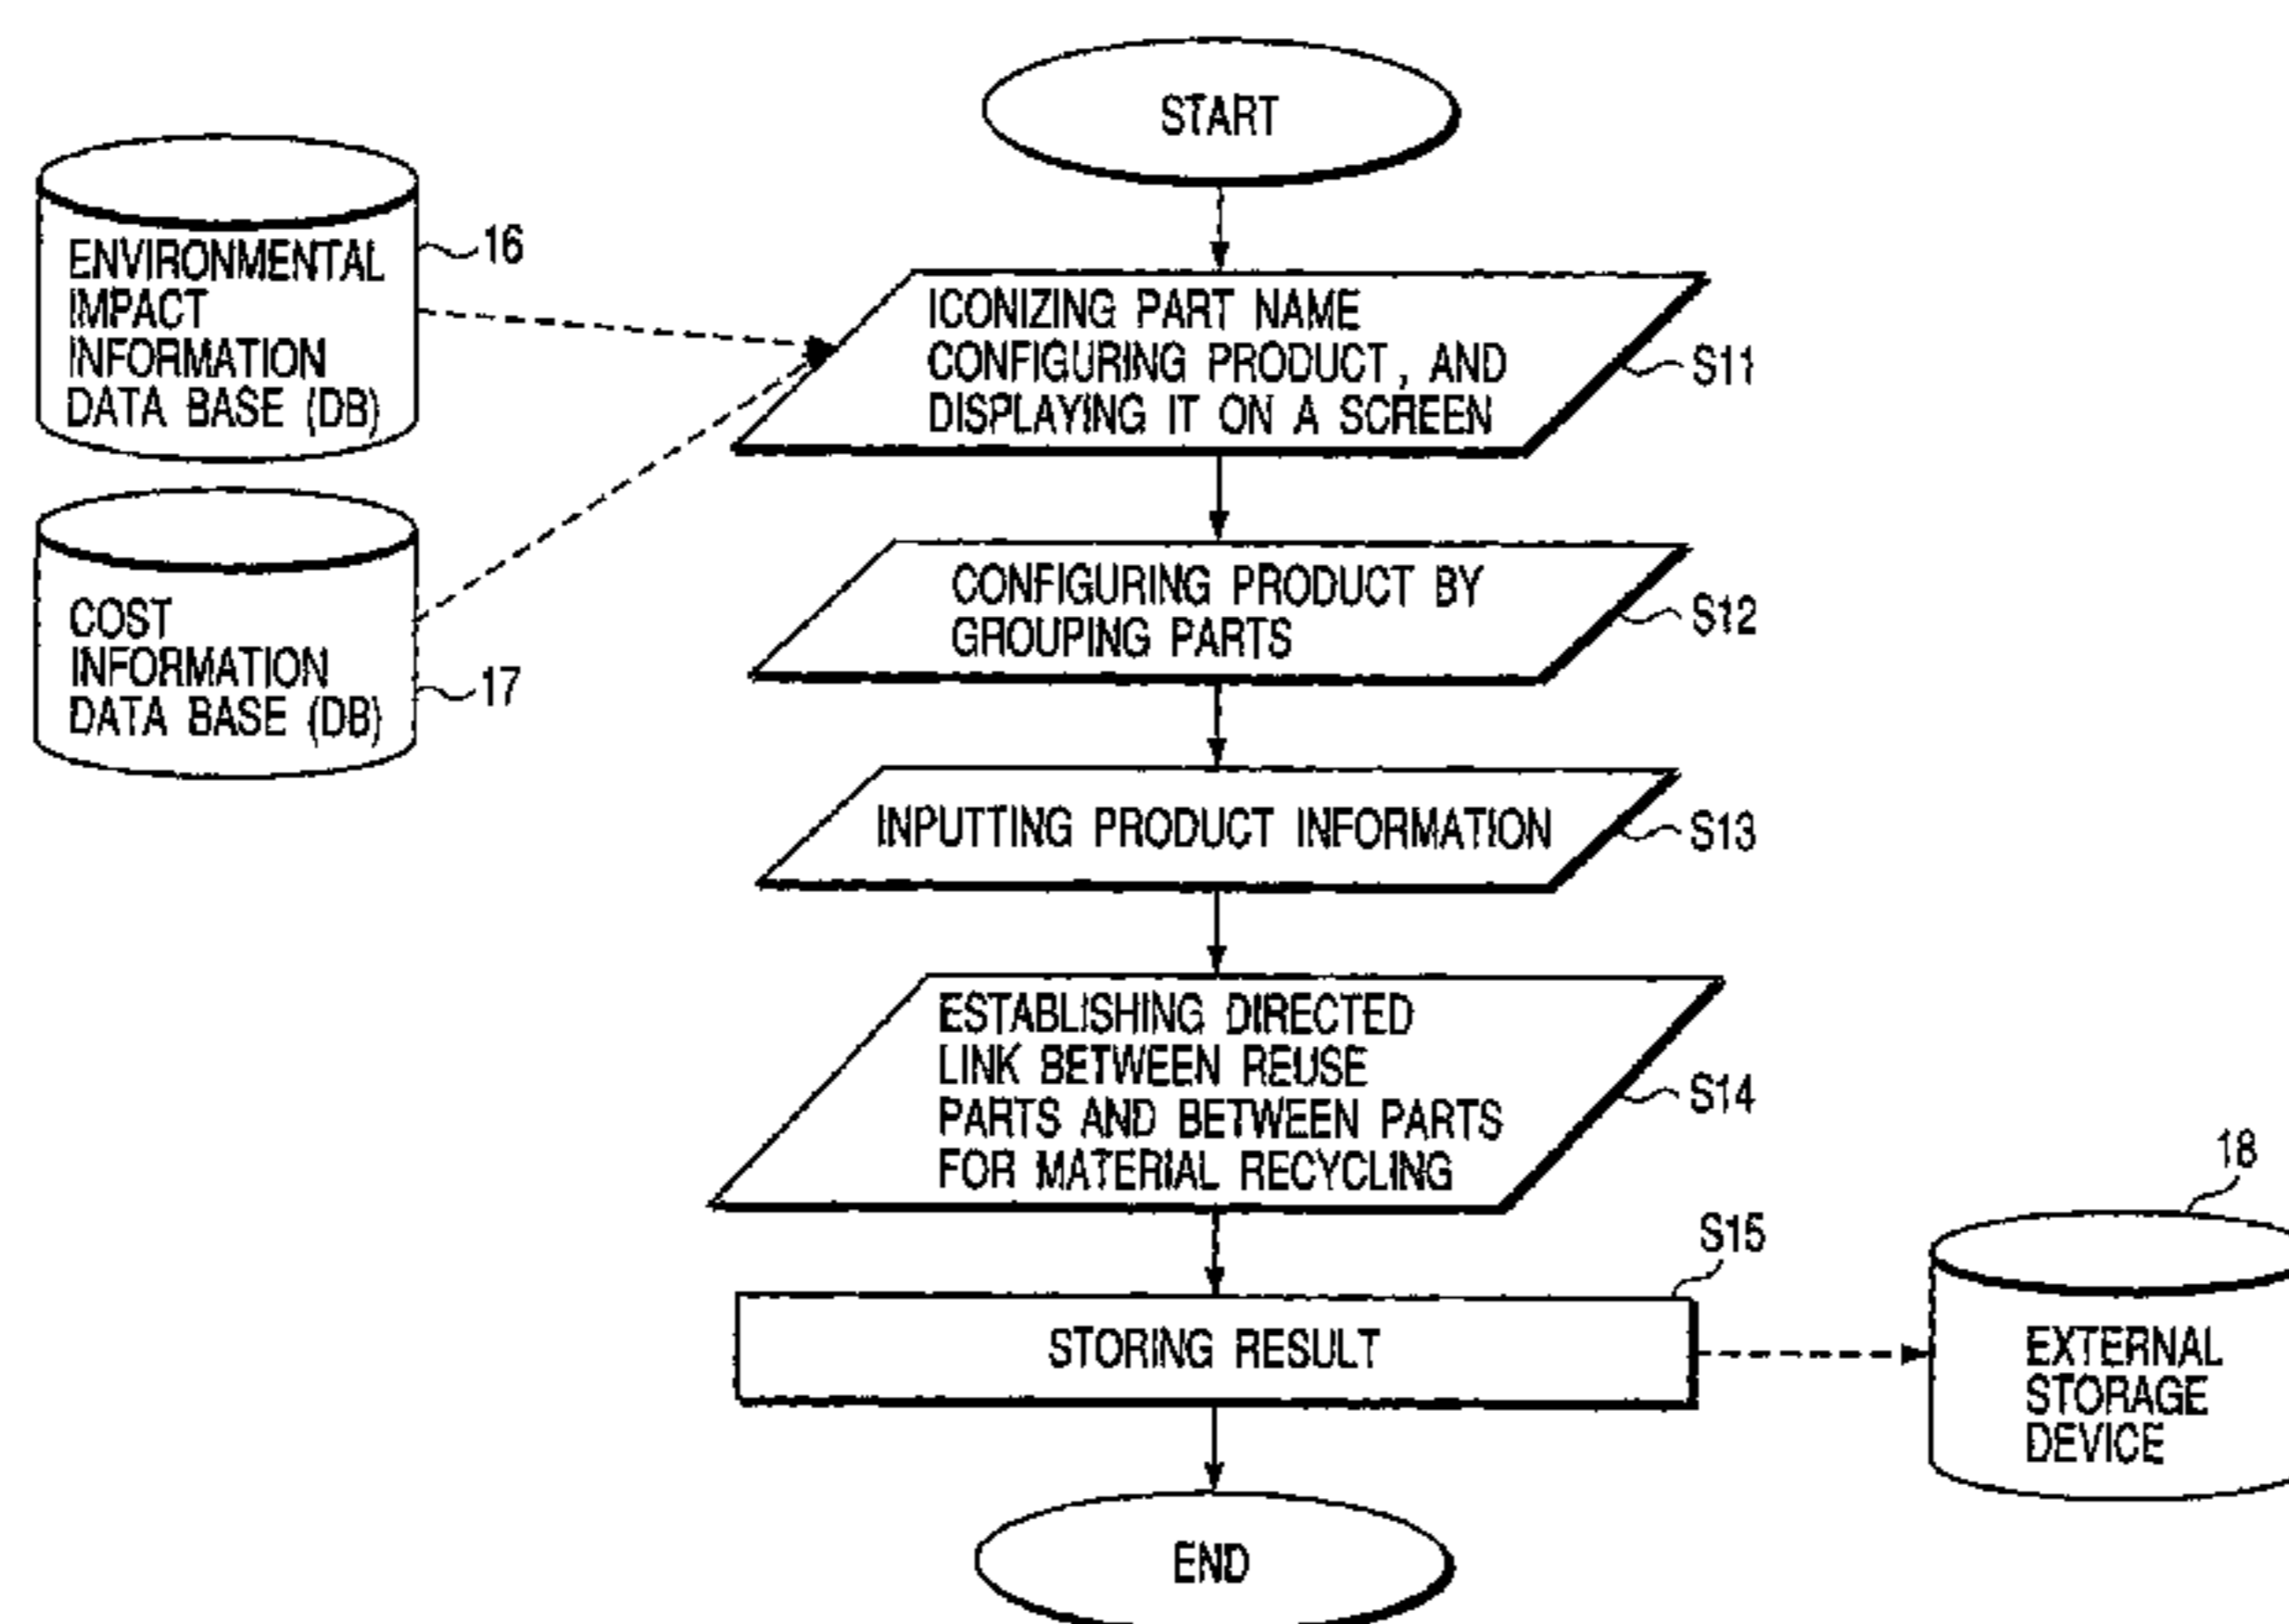 START
ENVIRONMENTAL
IMPACT
INFORMATION
DATA BASE (DB)
16
ICONIZING PART NAME
CONFIGURING PRODUCT, AND
DISPLAYING IT ON A SCREEN
S11
COST
INFORMATION
DATA BASE (DB)
17
CONFIGURING PRODUCT BY
GROUPING PARTS
S12
INPUTTING PRODUCT INFORMATION
S13
ESTABLISHING DIRECTED
LINK BETWEEN REUSE
PARTS AND BETWEEN PARTS
FOR MATERIAL RECYCLING
S14
STORING RESULT
S15
18
EXTERNAL
STORAGE
DEVICE
END